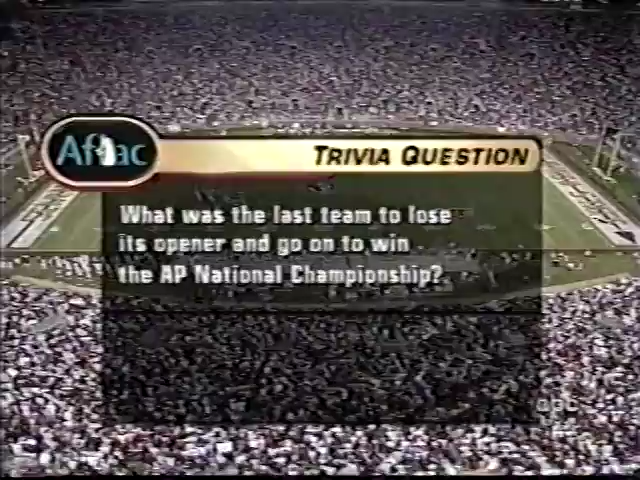 Aflac
TRIVIA QUESTION
What was the last team to lose
its opener and go on to win
the AP National Championship?
abc